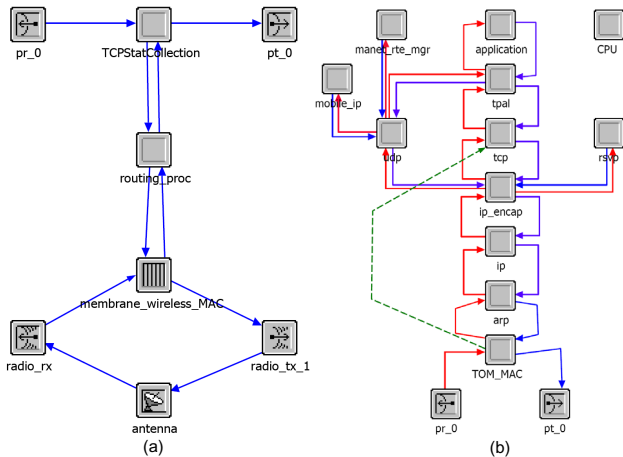 pr_0
TCPStatCollection
pt_0
routing_proc
membrane_wireless_MAC
radio_rx
radio_tx_1
antenna
(a)
manet_rte_mgr
application
CPU
mobile_ip
tpal
udp
tcp
rsvp
ip_encap
ip
arp
TOM_MAC
pr_0
pt_0
(b)